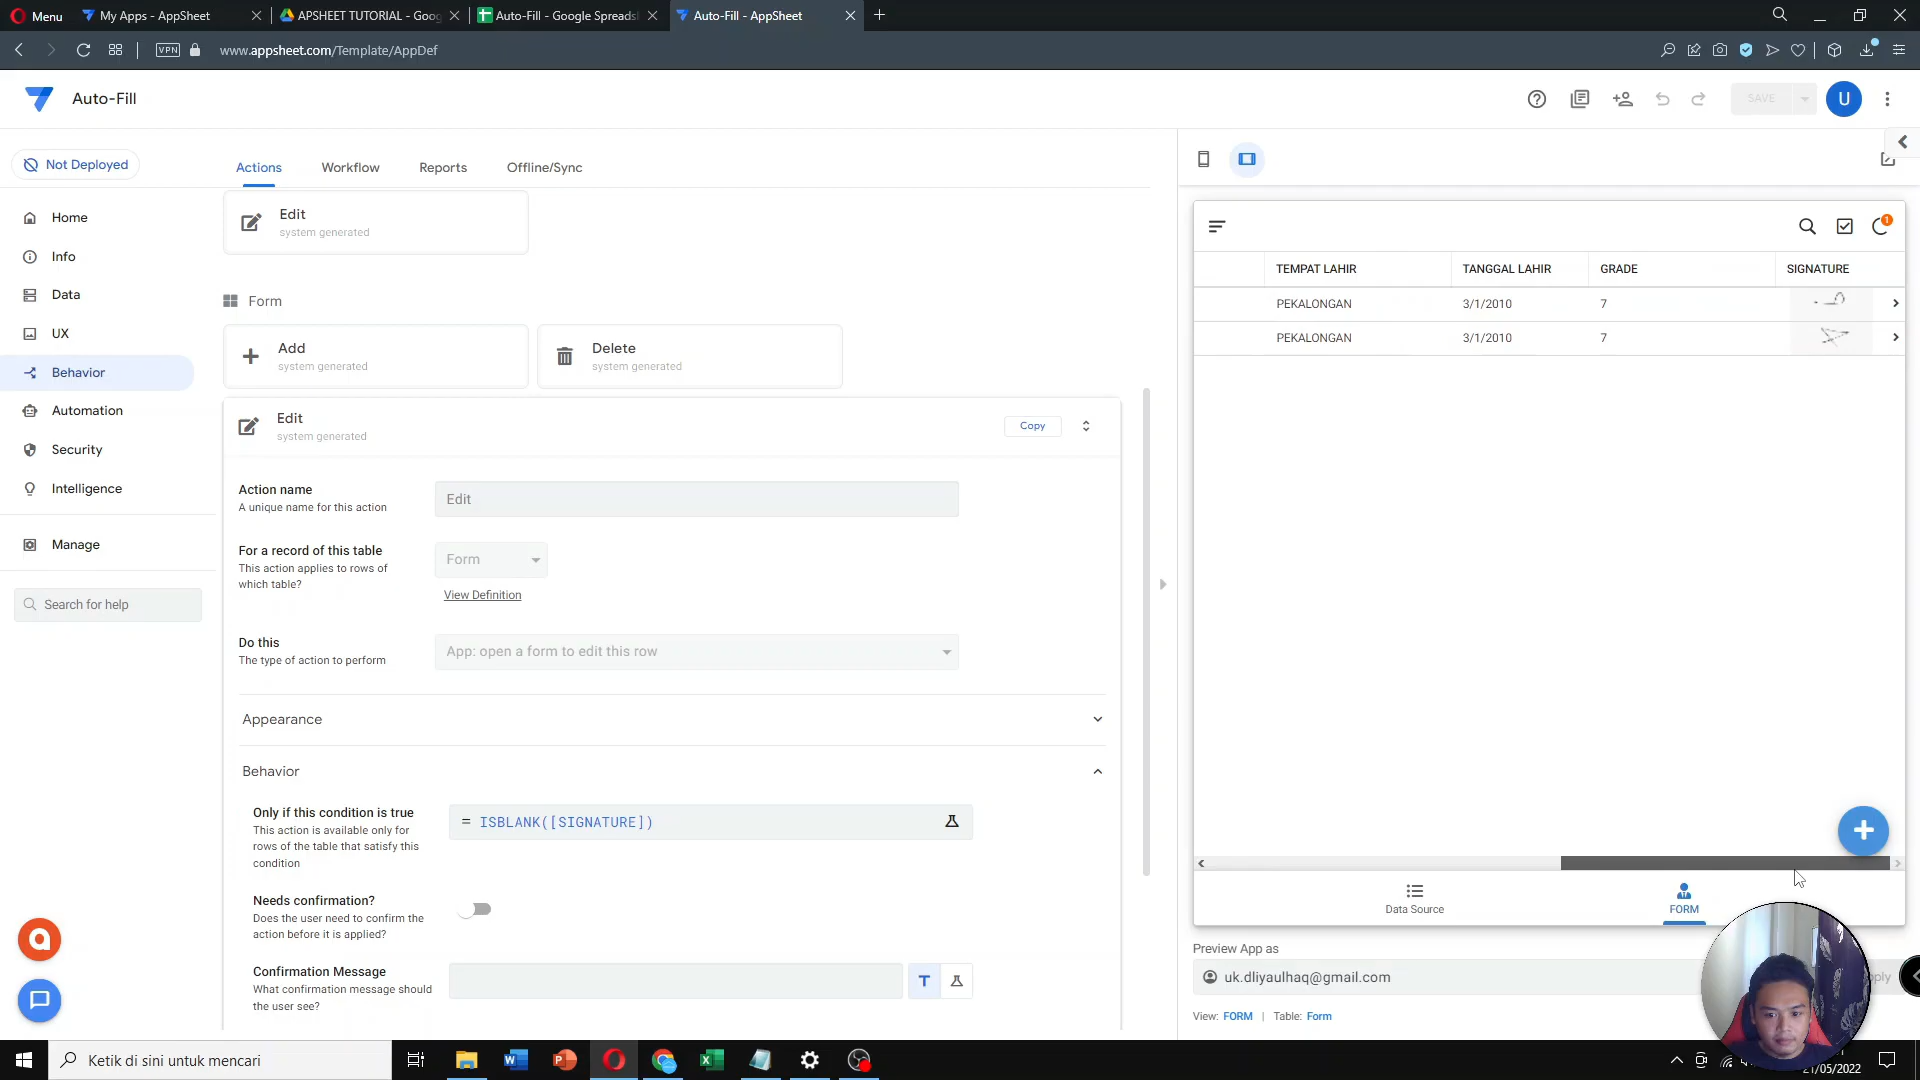 Menu
My Apps - AppSheet
APSHEET TUTORIAL - Goog
Auto-Fill - Google Spreads
Auto-Fill - AppSheet
VPN
www.appsheet.com/Template/AppDef
Auto-Fill
SAVE
U
Not Deployed
Actions
Workflow
Reports
Offline/Sync
Home
Info
Data
UX
Behavior
Automation
Security
Intelligence
Manage
Search for help
Edit
system generated
Form
Add
system generated
Delete
system generated
Edit
system generated
Copy
Action name
A unique name for this action
Edit
For a record of this table
This action applies to rows of
which table?
Form
View Definition
Do this
The type of action to perform
App: open a form to edit this row
Appearance
Behavior
Only if this condition is true
This action is available only for
rows of the table that satisfy this
condition
= ISBLANK([SIGNATURE])
Needs confirmation?
Does the user need to confirm the
action before it is applied?
Confirmation Message
What confirmation message should
the user see?
T
1
TEMPAT LAHIR TANGGAL LAHIR GRADE SIGNATURE
PEKALONGAN 3/1/2010 7
PEKALONGAN 3/1/2010 7
Data Source
FORM
Preview App as
uk.dliyaulhaq@gmail.com
View: FORM | Table: Form
Ketik di sini untuk mencari
21/05/2022